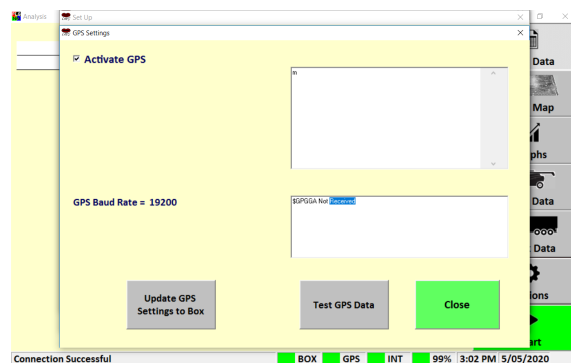 Analysis
Set Up
GPS Settings
Activate GPS
m
Data
Map
phs
GPS Baud Rate = 19200
$GPGGA Not Received
Data
Data
Update GPS
Settings to Box
Test GPS Data
Close
ions
art
Connection Successful
BOX
GPS
INT
99%
3:02 PM
5/05/2020